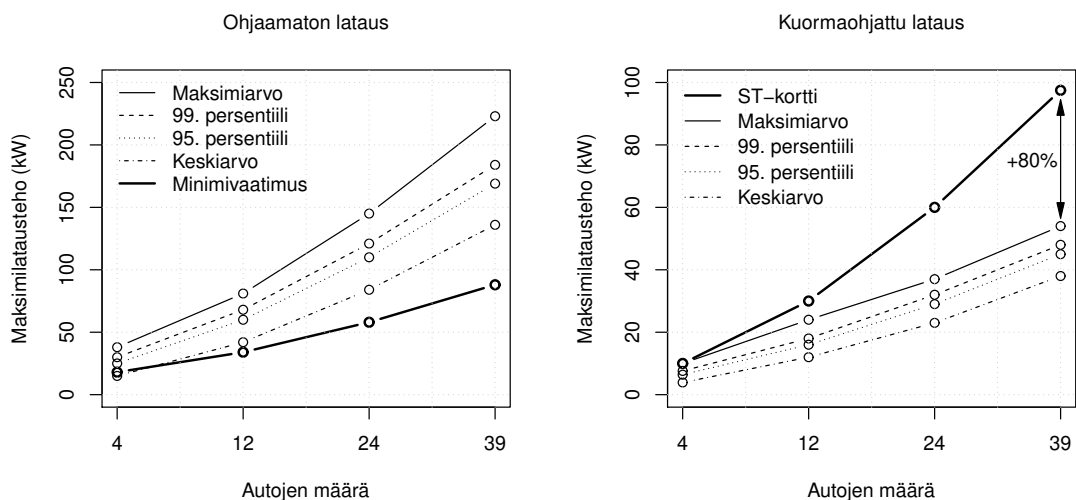 Ohjaamaton lataus
Maksimilatausteho (kW)
250
200
150
100
50
0
Maksimiarvo
99. persentiili
95. persentiili
Keskiarvo
Minimivaatimus
4 12 24 39
Autojen määrä
Kuormaohjattu lataus
Maksimilatausteho (kW)
100
80
60
40
20
0
ST−kortti
Maksimiarvo
99. persentiili
95. persentiili
Keskiarvo
+80%
4 12 24 39
Autojen määrä